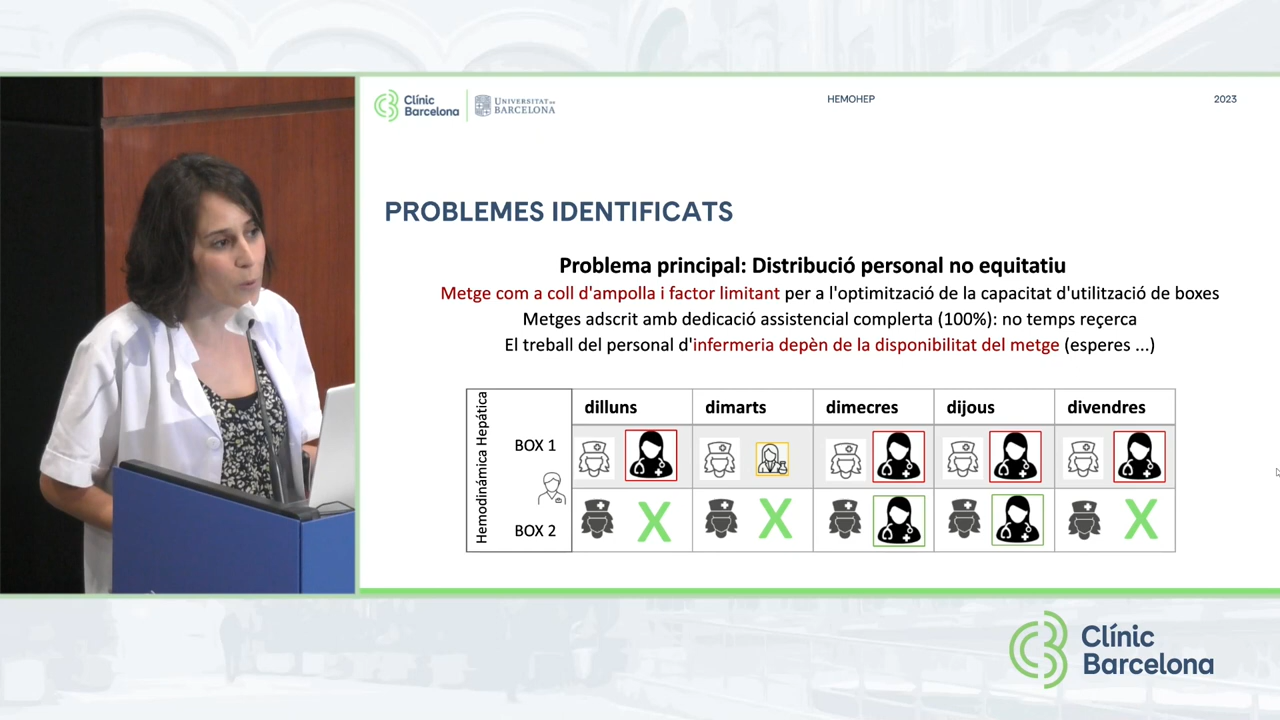 Clínic
Barcelona
UNIVERSITAT DE
BARCELONA
HEMOHEP
2023
PROBLEMES IDENTIFICATS
Problema principal: Distribució personal no equitatiu
Metge com a coll d'ampolla i factor limitant per a l'optimització de la capacitat d'utilització de boxes
Metges adscrit amb dedicació assistencial complerta (100%): no temps reçerca
El treball del personal d'infermeria depèn de la disponibilitat del metge (esperes ...)
Hemodinámica Hepática
dilluns dimarts dimecres dijous divendres
BOX 1
BOX 2 X X X
Clínic
Barcelona